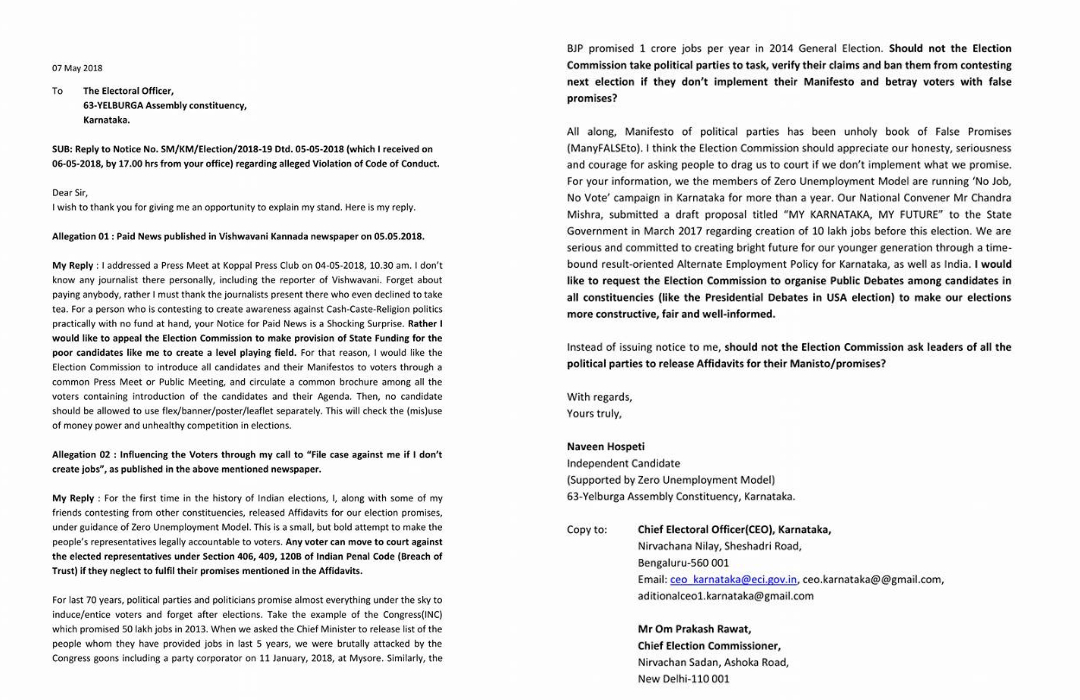 07 May 2018
To The Electoral Officer,
63-YELBURGA Assembly constituency,
Karnataka.
SUB: Reply to Notice No. SM/KM/Election/2018-19 Dtd. 05-05-2018 (which I received on
06-05-2018, by 17.00 hrs from your office) regarding alleged Violation of Code of Conduct.
Dear Sir,
I wish to thank you for giving me an opportunity to explain my stand. Here is my reply.
Allegation 01 : Paid News published in Vishwavani Kannada newspaper on 05.05.2018.
My Reply : I addressed a Press Meet at Koppal Press Club on 04-05-2018, 10.30 am. I don't
know any journalist there personally, including the reporter of Vishwavani. Forget about
paying anybody, rather I must thank the journalists present there who even declined to take
tea. For a person who is contesting to create awareness against Cash-Caste-Religion politics
practically with no fund at hand, your Notice for Paid News is a Shocking Surprise. Rather I
would like to appeal the Election Commission to make provision of State Funding for the
poor candidates like me to create a level playing field. For that reason, I would like the
Election Commission to introduce all candidates and their Manifestos to voters through a
common Press Meet or Public Meeting, and circulate a common brochure among all the
voters containing introduction of the candidates and their Agenda. Then, no candidate
should be allowed to use flex/banner/poster/leaflet separately. This will check the (mis)use
of money power and unhealthy competition in elections.
Allegation 02 : Influencing the Voters through my call to "File case against me if I don't
create jobs", as published in the above mentioned newspaper.
My Reply : For the first time in the history of Indian elections, I, along with some of my
friends contesting from other constituencies, released Affidavits for our election promises,
under guidance of Zero Unemployment Model. This is a small, but bold attempt to make the
people's representatives legally accountable to voters. Any voter can move to court against
the elected representatives under Section 406, 409, 120B of Indian Penal Code (Breach of
Trust) if they neglect to fulfil their promises mentioned in the Affidavits.
For last 70 years, political parties and politicians promise almost everything under the sky to
induce/entice voters and forget after elections. Take the example of the Congress(INC)
which promised 50 lakh jobs in 2013. When we asked the Chief Minister to release list of the
people whom they have provided jobs in last 5 years, we were brutally attacked by the
Congress goons including a party corporator on 11 January, 2018, at Mysore. Similarly, the
BJP promised 1 crore jobs per year in 2014 General Election. Should not the Election
Commission take political parties to task, verify their claims and ban them from contesting
next election if they don't implement their Manifesto and betray voters with false
promises?
All along, Manifesto of political parties has been unholy book of False Promises
(ManyFALSEto). I think the Election Commission should appreciate our honesty, seriousness
and courage for asking people to drag us to court if we don't implement what we promise.
For your information, we the members of Zero Unemployment Model are running 'No Job,
No Vote' campaign in Karnataka for more than a year. Our National Convener Mr Chandra
Mishra, submitted a draft proposal titled "MY KARNATAKA, MY FUTURE" to the State
Government in March 2017 regarding creation of 10 lakh jobs before this election. We are
serious and committed to creating bright future for our younger generation through a time-
bound result-oriented Alternate Employment Policy for Karnataka, as well as India. I would
like to request the Election Commission to organise Public Debates among candidates in
all constituencies (like the Presidential Debates in USA election) to make our elections
more constructive, fair and well-informed.
Instead of issuing notice to me, should not the Election Commission ask leaders of all the
political parties to release Affidavits for their Manisto/promises?
With regards,
Yours truly,
Naveen Hospeti
Independent Candidate
(Supported by Zero Unemployment Model)
63-Yelburga Assembly Constituency, Karnataka.
Copy to: Chief Electoral Officer(CEO), Karnataka,
Nirvachana Nilay, Sheshadri Road,
Bengaluru-560 001
Email: ceo_karnataka@eci.gov.in, ceo.karnataka@@gmail.com,
aditionalceo1.karnataka@gmail.com
Mr Om Prakash Rawat,
Chief Election Commissioner,
Nirvachan Sadan, Ashoka Road,
New Delhi-110 001